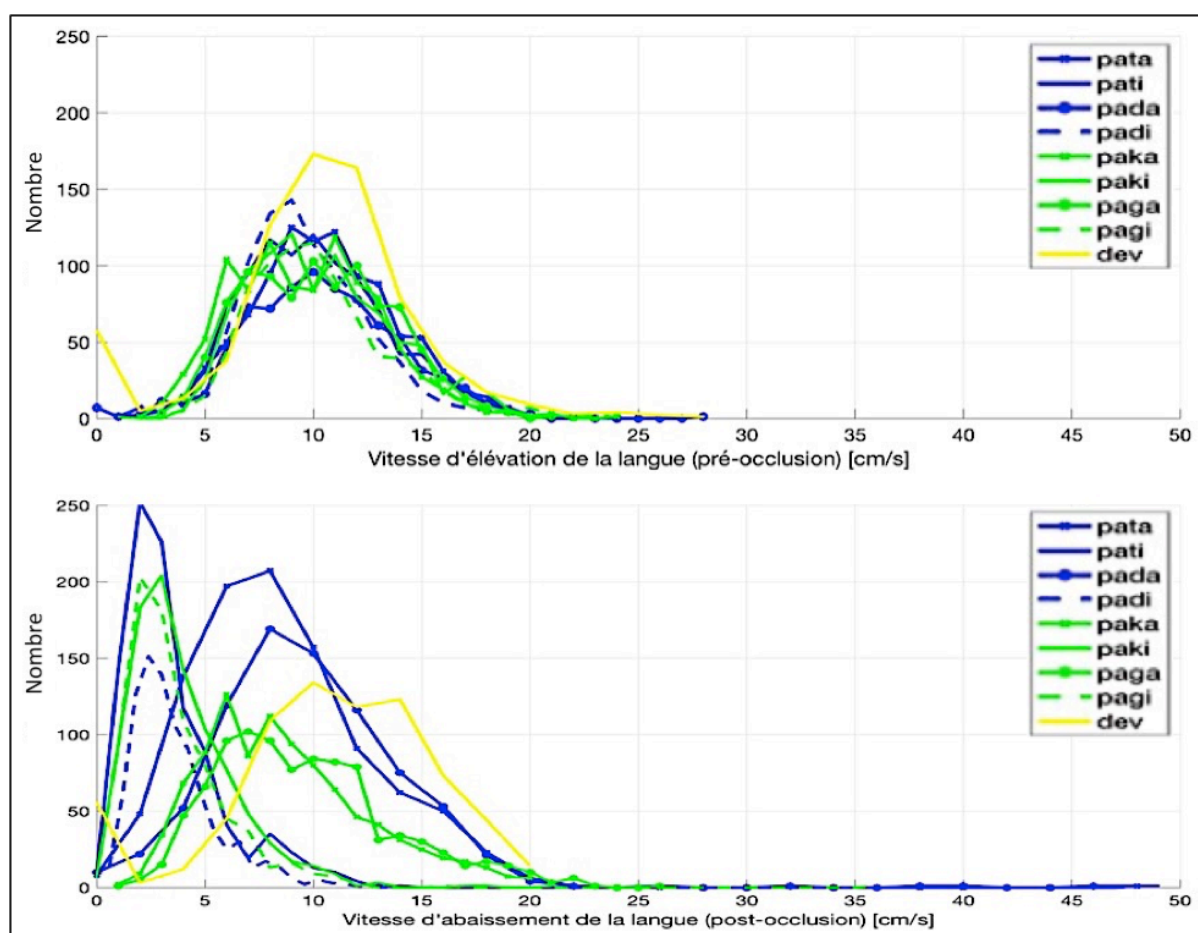 250
200
150
100
50
0
Nombre
pata
pati
pada
padi
paka
paki
paga
pagi
dev
0 5 10 15 20 25 30 35 40 45 50
Vitesse d'élévation de la langue (pré-occlusion) [cm/s]
250
200
150
100
50
0
Nombre
pata
pati
pada
padi
paka
paki
paga
pagi
dev
0 5 10 15 20 25 30 35 40 45 50
Vitesse d'abaissement de la langue (post-occlusion) [cm/s]